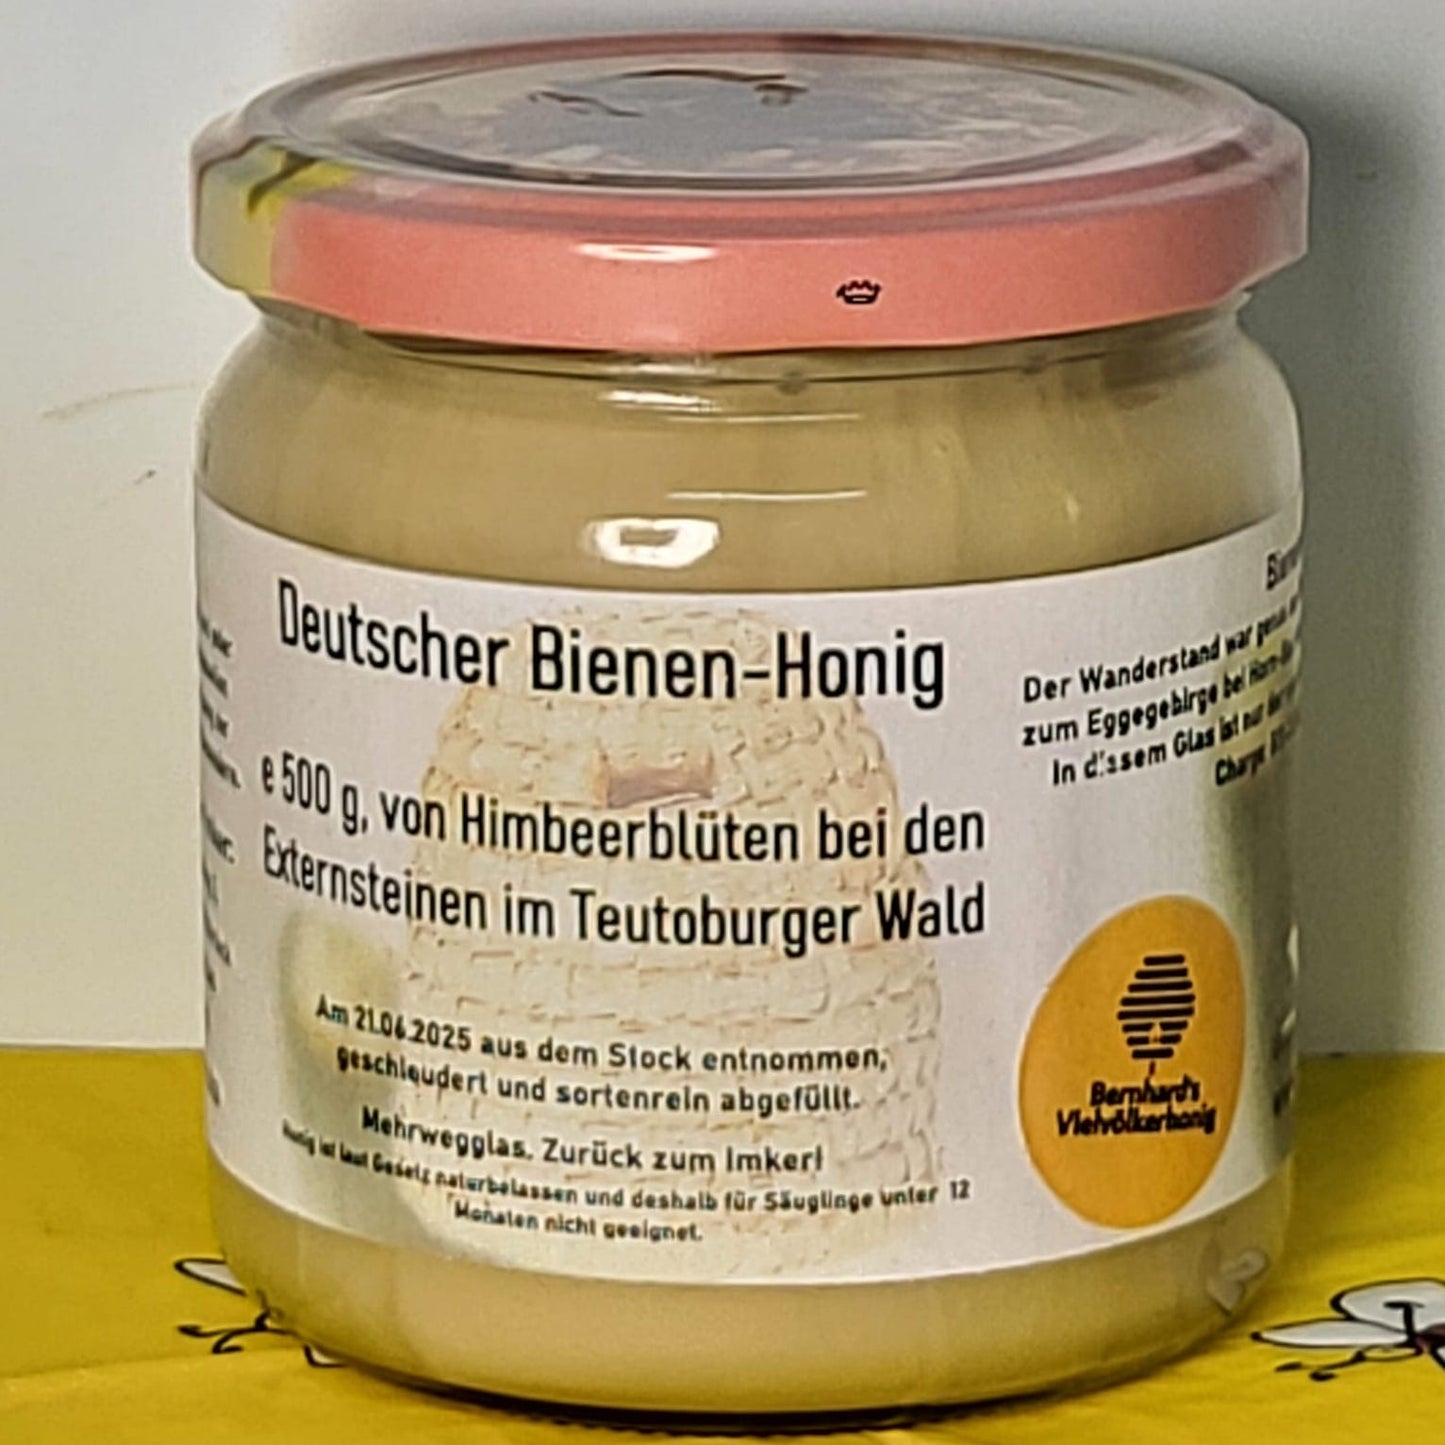 Deutscher Bienen-Honig
e 500 g, von Himbeerblüten bei den
Externsteinen im Teutoburger Wald
Am 21.06.2025 aus dem Stock entnommen,
geschleudert und sortenrein abgefüllt.
Mehrwegglas. Zurück zum Imker!
Honig ist laut Gesetz naturbelassen und deshalb für Säuglinge unter 12
Monaten nicht geeignet.
Der Wanderstand war
zum Eggegebirge bei
In diesem Glas ist nur
Charge
Bernhard's
Vielvölkerhonig